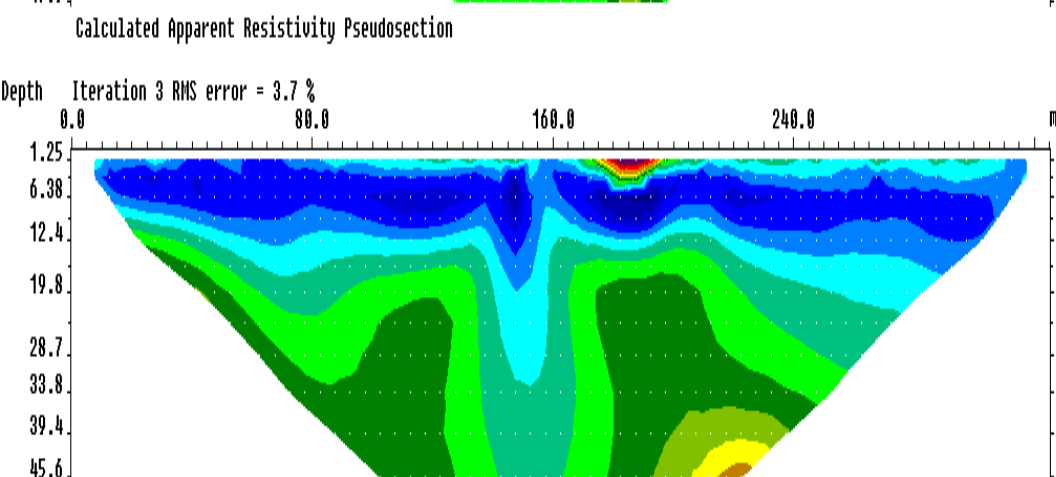 Calculated Apparent Resistivity Pseudosection
Depth Iteration 3 RMS error = 3.7 %
0.0 80.0 160.0 240.0 m
1.25
6.38
12.4
19.8
28.7
33.8
39.4
45.6